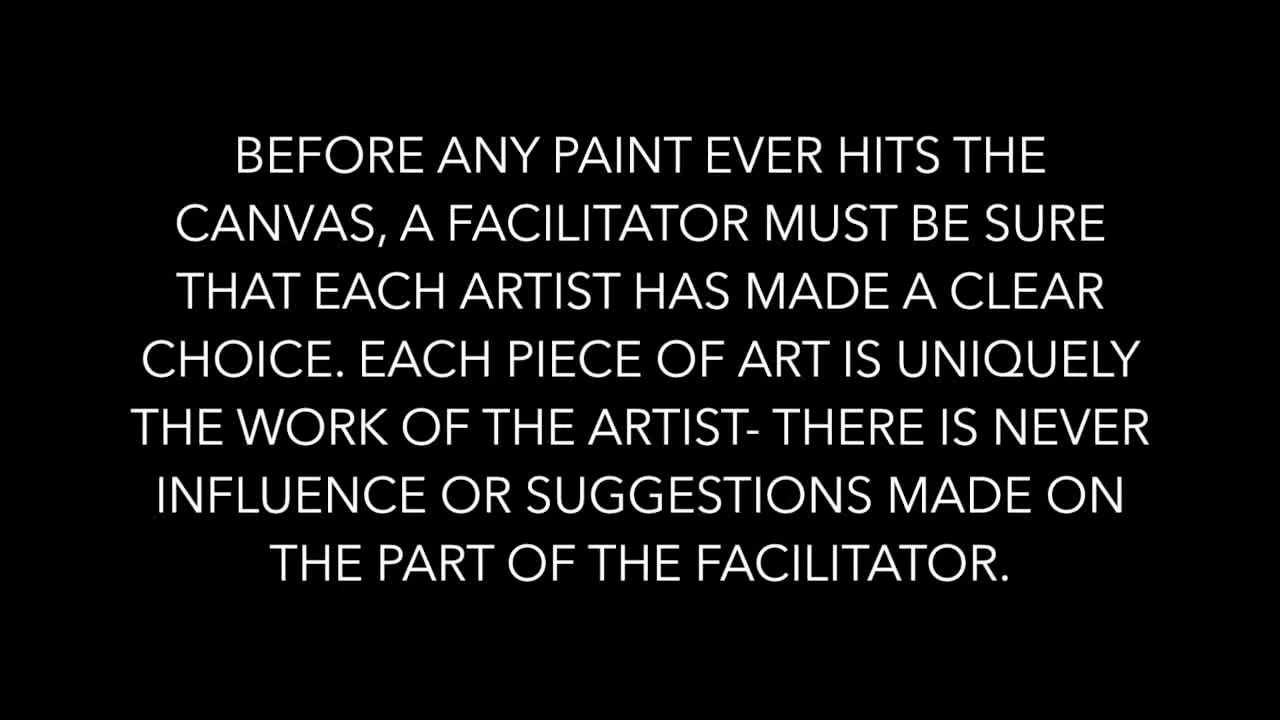 BEFORE ANY PAINT EVER HITS THE
CANVAS, A FACILITATOR MUST BE SURE
THAT EACH ARTIST HAS MADE A CLEAR
CHOICE. EACH PIECE OF ART IS UNIQUELY
THE WORK OF THE ARTIST- THERE IS NEVER
INFLUENCE OR SUGGESTIONS MADE ON
THE PART OF THE FACILITATOR.